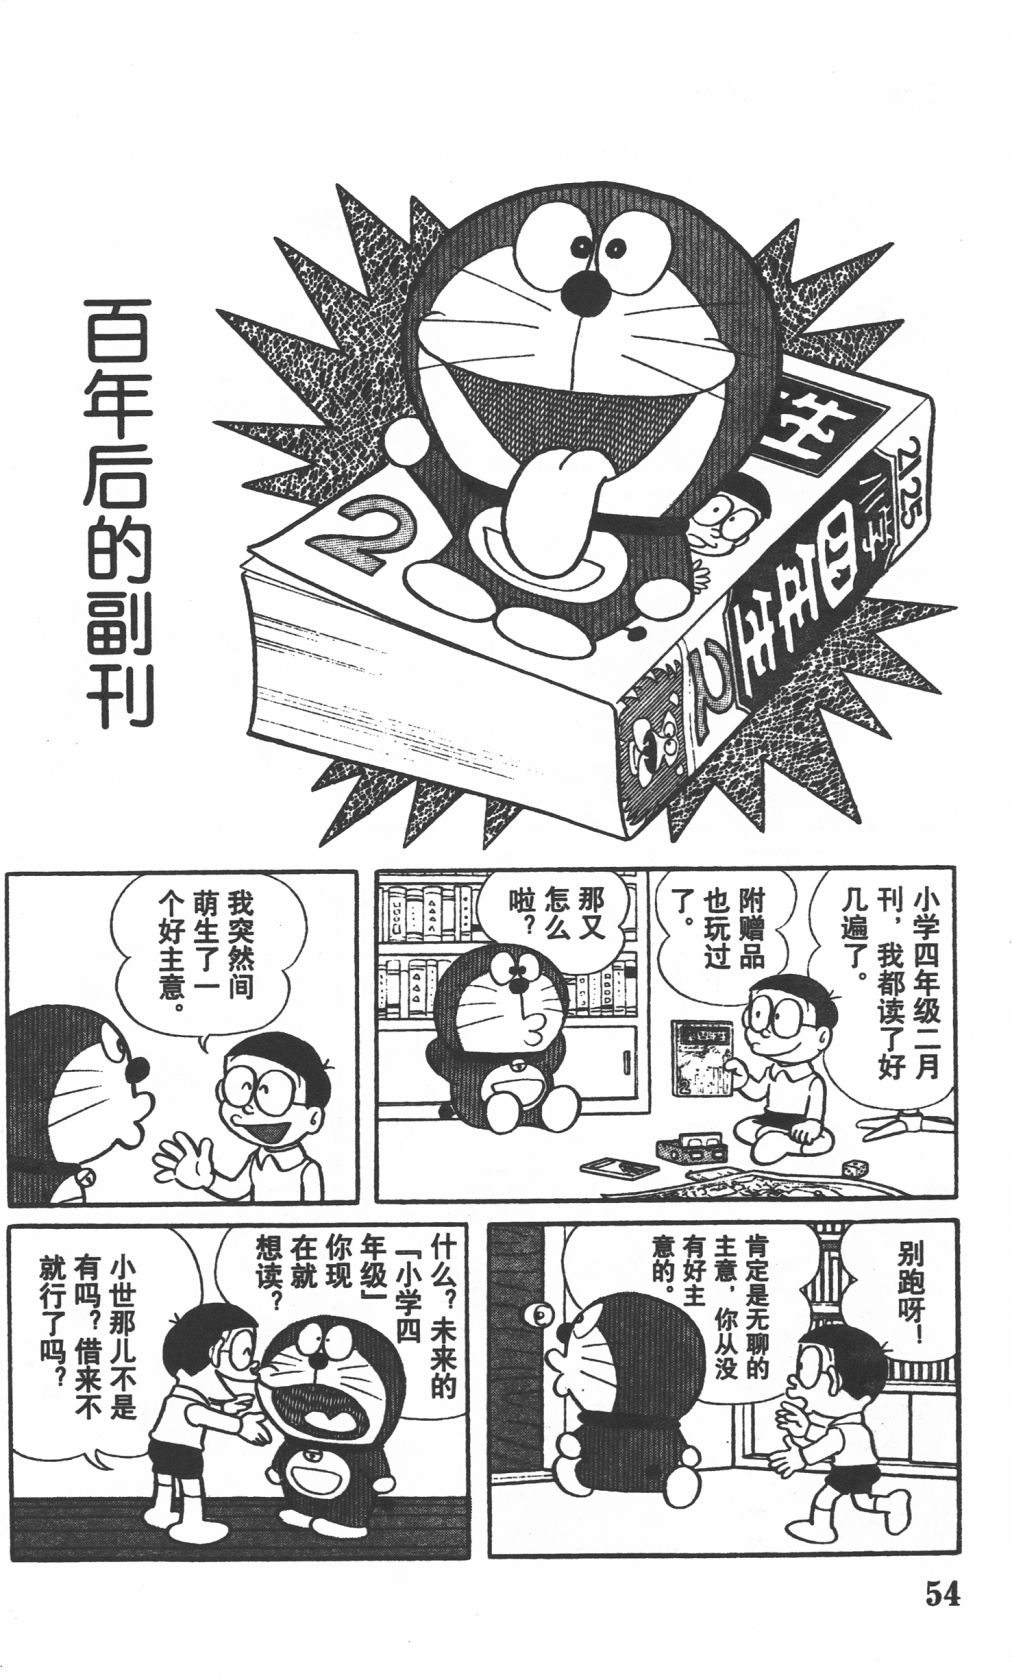 百年后的副刊
2
生
2125
小学
四年生
2
小学四年级二月
刊，我都读了好
几遍了。
附赠品
也玩过
了。
2
那又
怎么
啦？
我突然间
萌生了一
个好主意。
别跑呀！
肯定是无聊的
主意，你从没
有好主
意的。
什么？未来的
「小学四
年级」
你现
在就
想读？
小世那儿不是
有吗？借来不
就行了吗？
54